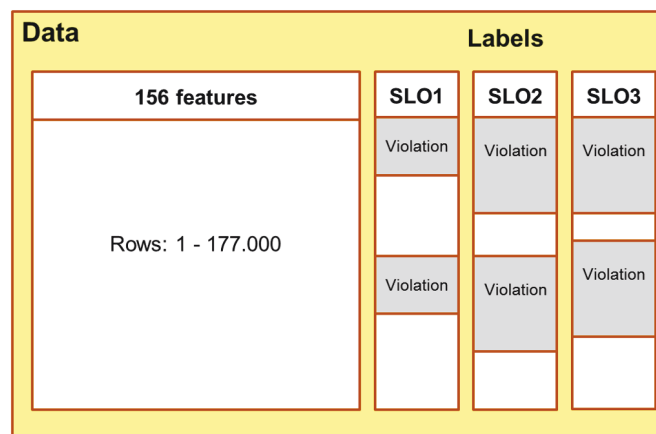 Data
Labels
156 features
SLO1
SLO2
SLO3
Violation
Violation
Violation
Rows: 1 - 177.000
Violation
Violation
Violation